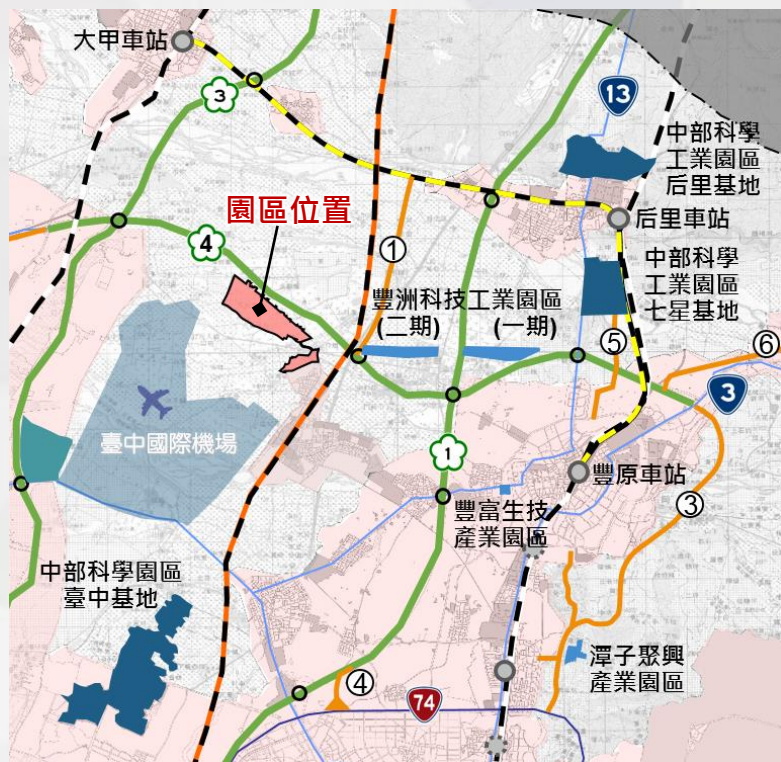 大甲車站
3
13
中部科學
工業園區
后里基地
園區位置
后里車站
4
①
中部科學
工業園區
七星基地
豐洲科技工業園區
(二期)
(一期)
⑤
⑥
3
臺中國際機場
1
豐原車站
③
豐富生技
產業園區
中部科學園區
臺中基地
潭子聚興
產業園區
④
74